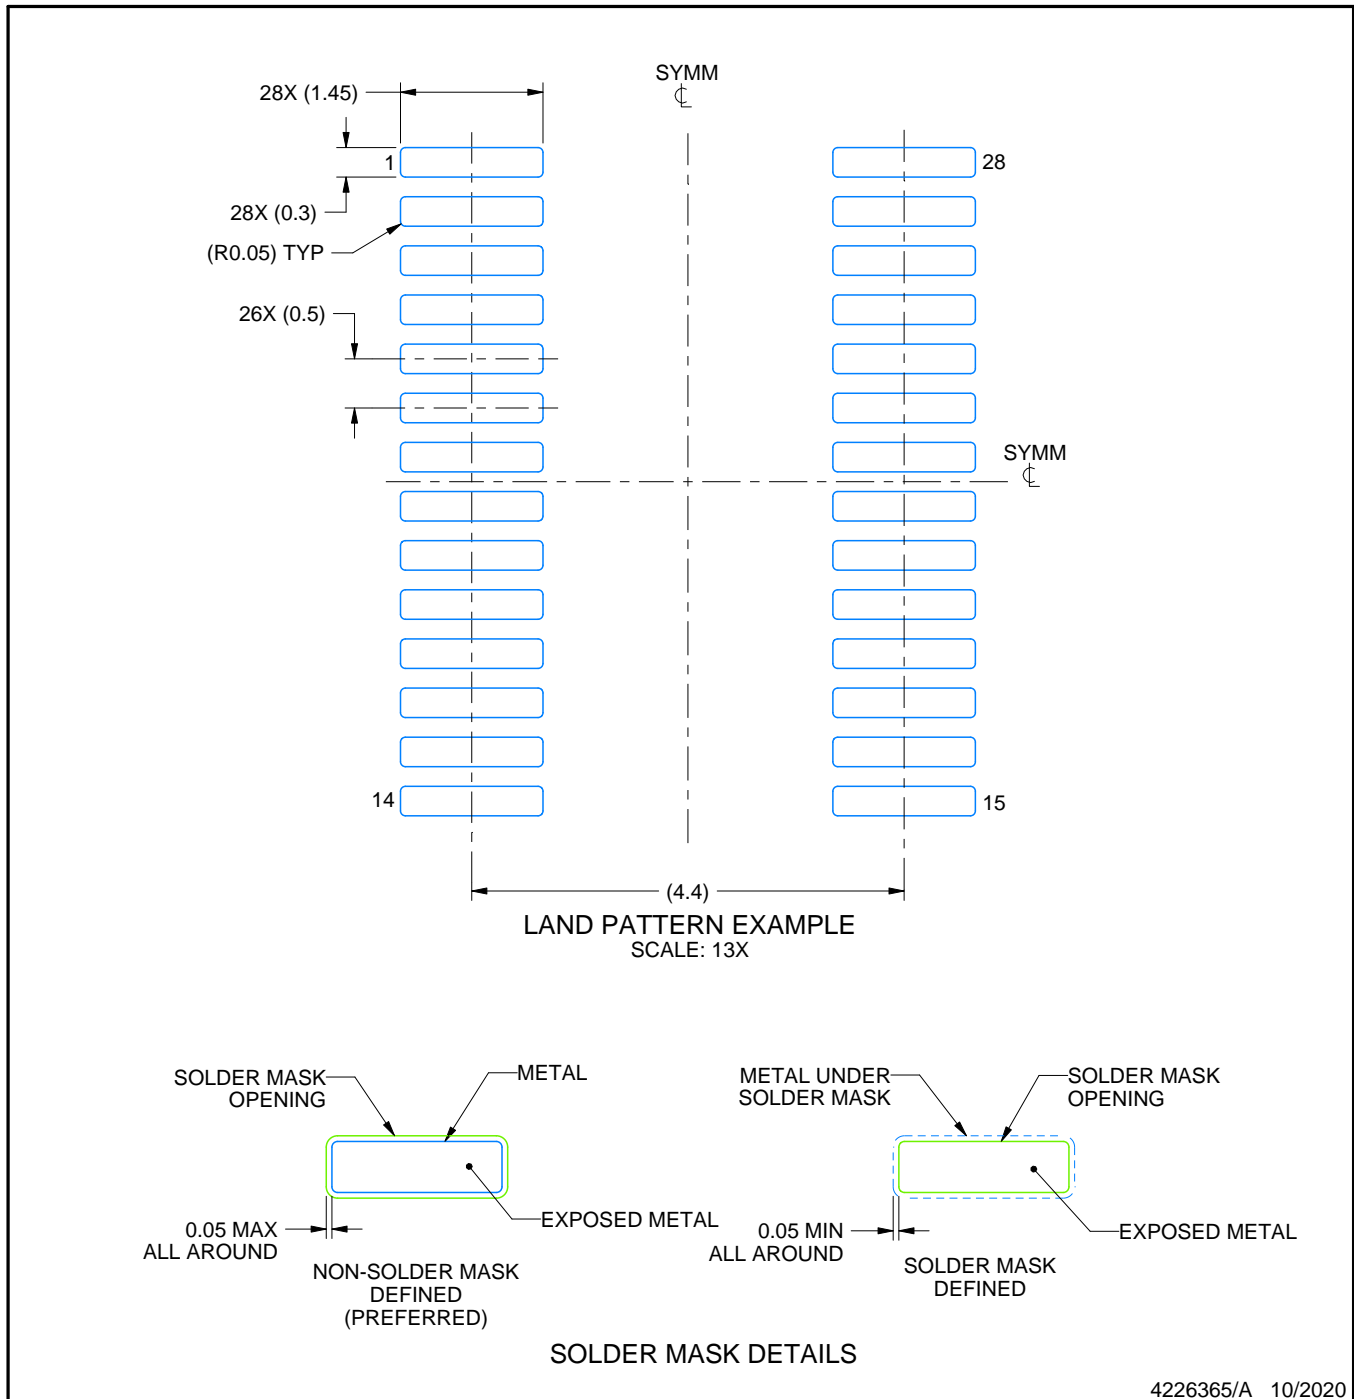 SYMM
28X (1.45)
1
28
28X (0.3)
(R0.05) TYP
26X (0.5)
SYMM
14
15
(4.4)
LAND PATTERN EXAMPLE
SCALE: 13X
SOLDER MASK
OPENING
METAL
EXPOSED METAL
0.05 MAX
ALL AROUND
NON-SOLDER MASK
DEFINED
(PREFERRED)
METAL UNDER
SOLDER MASK
SOLDER MASK
OPENING
EXPOSED METAL
0.05 MIN
ALL AROUND
SOLDER MASK
DEFINED
SOLDER MASK DETAILS
4226365/A 10/2020